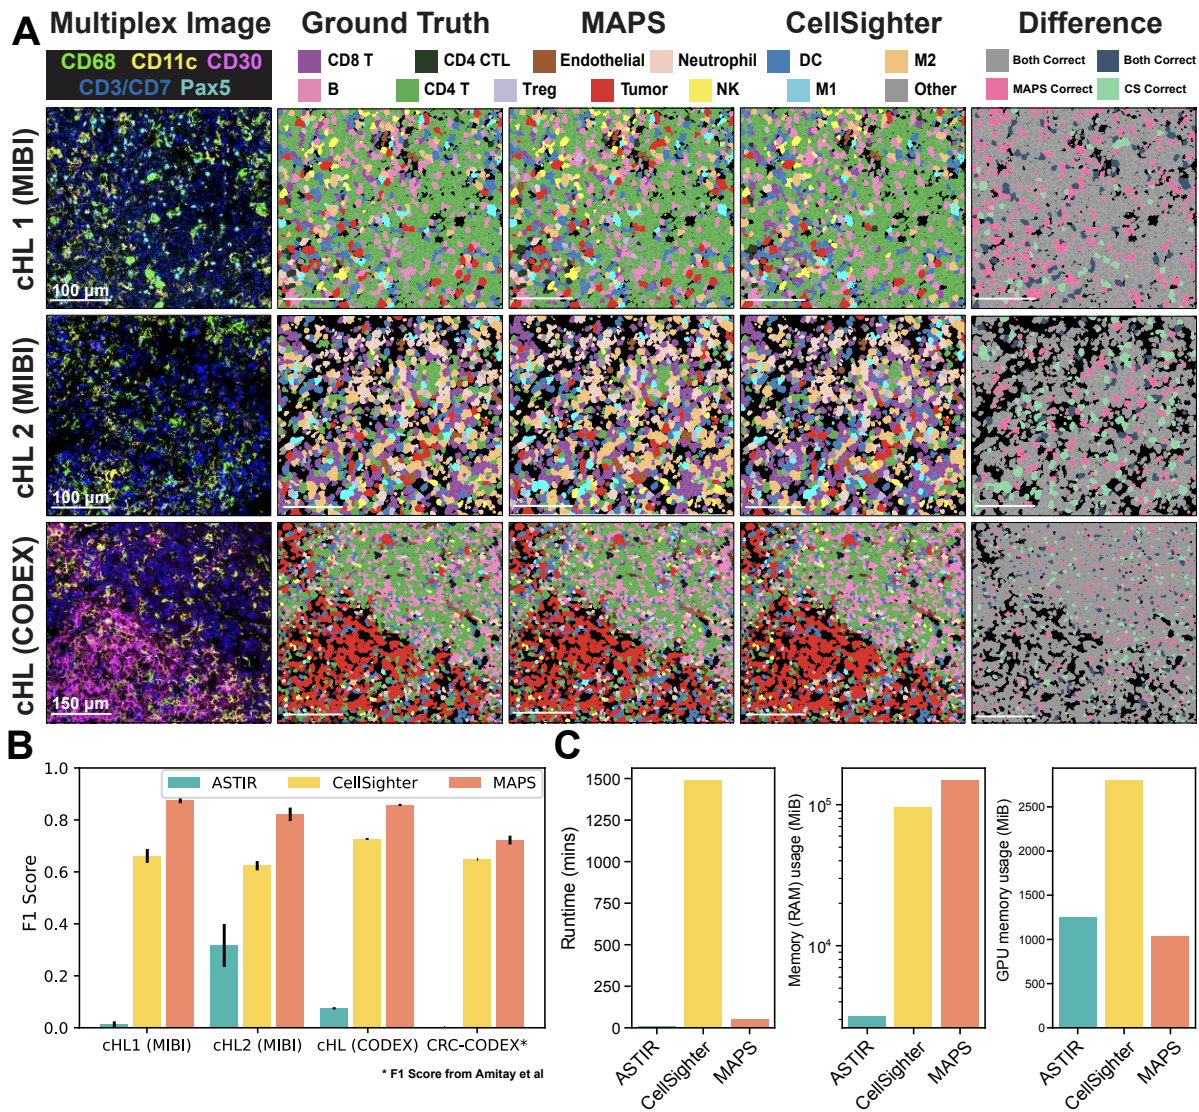 A
Multiplex Image
Ground Truth
MAPS
CellSighter
Difference
CD68 CD11c CD30
CD3/CD7 Pax5
CD8 T CD4 CTL Endothelial Neutrophil DC M2
B CD4 T Treg Tumor NK M1 Other
Both Correct Both Correct
MAPS Correct CS Correct
cHL 1 (MIBI)
100 µm
cHL 2 (MIBI)
100 µm
cHL (CODEX)
150 µm
B
ASTIR CellSighter MAPS
F1 Score
1.0
0.8
0.6
0.4
0.2
0.0
cHL1 (MIBI) cHL2 (MIBI) cHL (CODEX) CRC-CODEX*
* F1 Score from Amitay et al
C
Runtime (mins)
1500
1250
1000
750
500
250
0
ASTIR CellSighter MAPS
Memory (RAM) usage (MiB)
10⁵
10⁴
ASTIR CellSighter MAPS
GPU memory usage (MiB)
2500
2000
1500
1000
500
0
ASTIR CellSighter MAPS